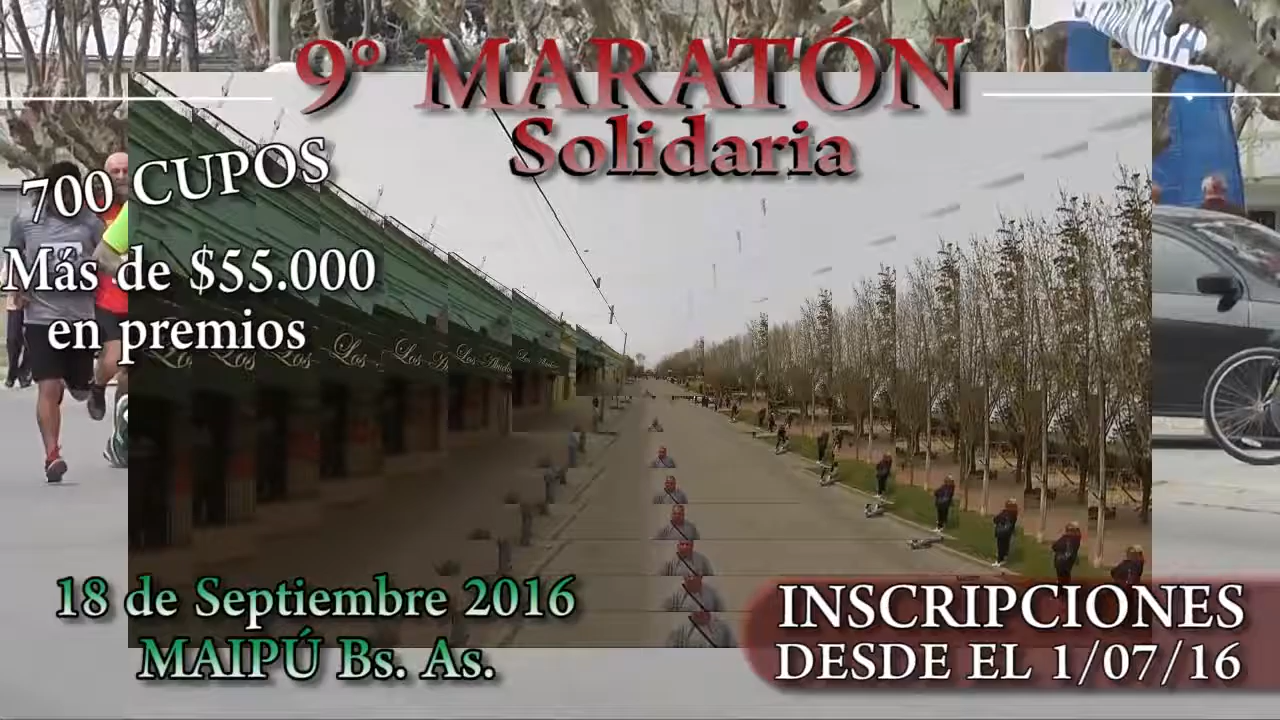 9° MARATÓN
Solidaria
700 CUPOS
Más de $55.000
en premios
18 de Septiembre 2016
MAIPÚ Bs. As.
INSCRIPCIONES
DESDE EL 1/07/16